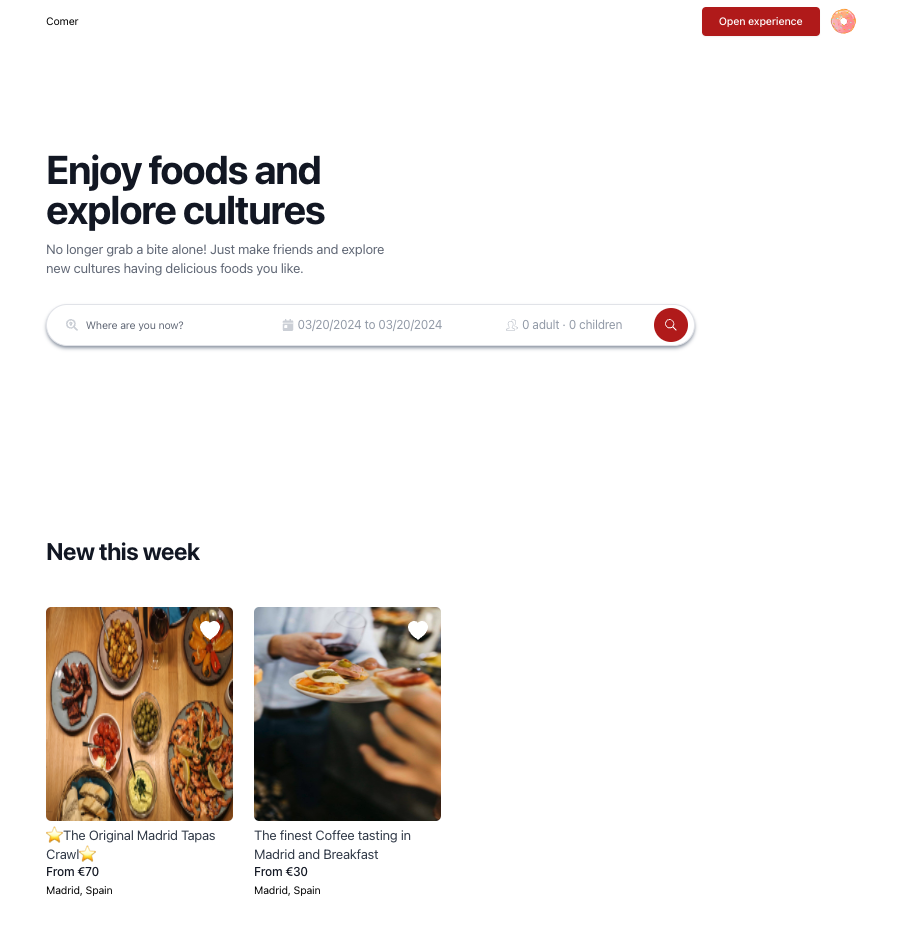 Comer
Open experience
Enjoy foods and
explore cultures
No longer grab a bite alone! Just make friends and explore
new cultures having delicious foods you like.
Where are you now?
03/20/2024 to 03/20/2024
0 adult · 0 children
New this week
⭐The Original Madrid Tapas
Crawl⭐
From €70
Madrid, Spain
The finest Coffee tasting in
Madrid and Breakfast
From €30
Madrid, Spain